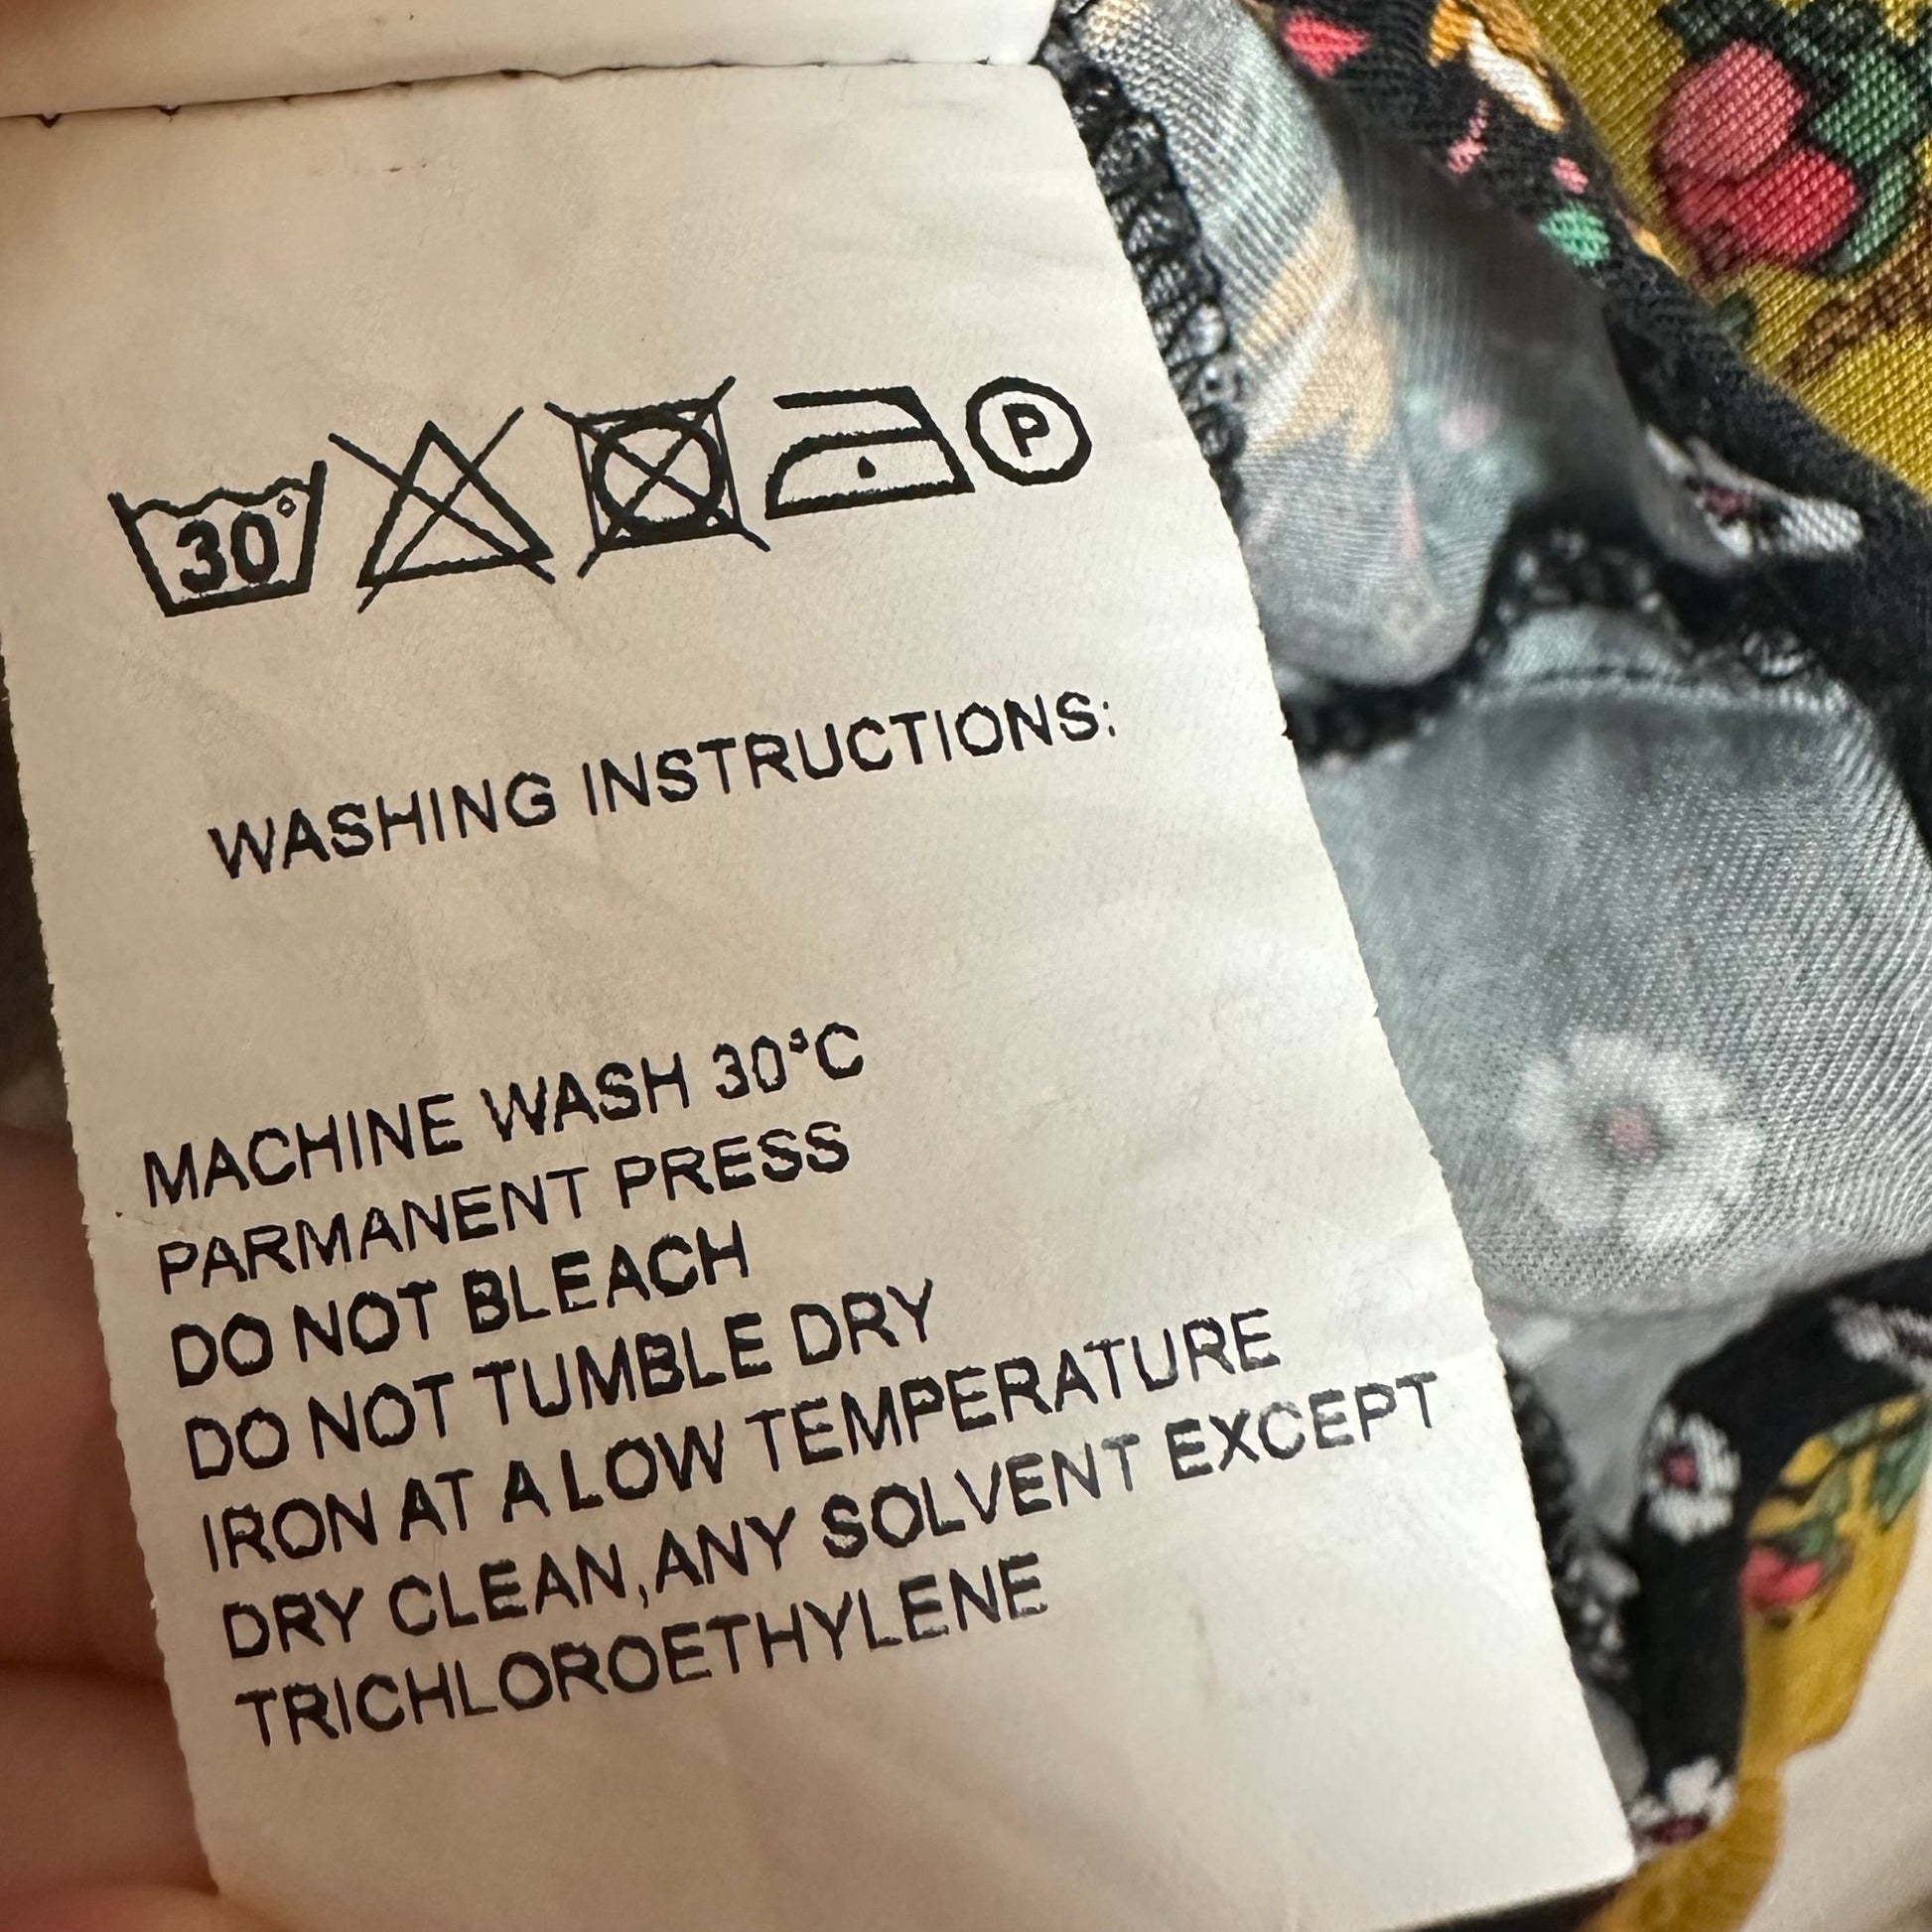 30°
P
WASHING INSTRUCTIONS:
MACHINE WASH 30°C
PARMANENT PRESS
DO NOT BLEACH
DO NOT TUMBLE DRY
IRON AT A LOW TEMPERATURE
DRY CLEAN,ANY SOLVENT EXCEPT
TRICHLOROETHYLENE